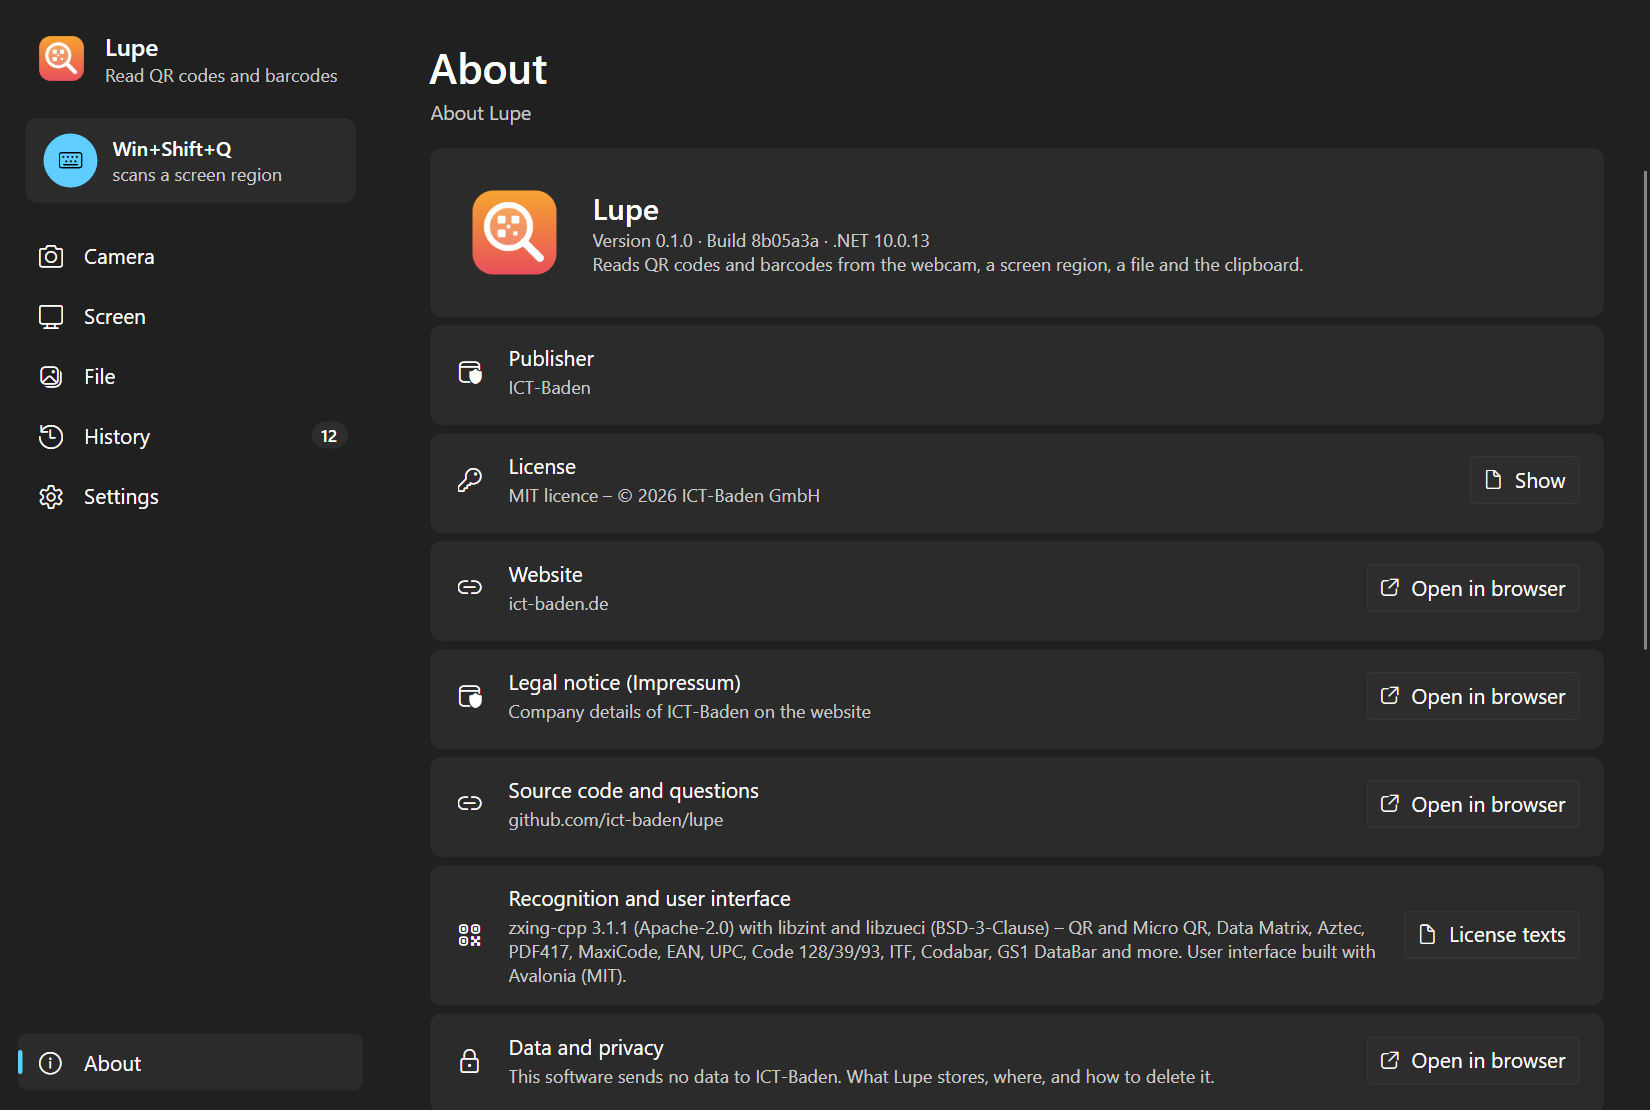 Lupe
Read QR codes and barcodes
Win+Shift+Q
scans a screen region
Camera
Screen
File
History
12
Settings
About
About
About Lupe
Lupe
Version 0.1.0 · Build 8b05a3a · .NET 10.0.13
Reads QR codes and barcodes from the webcam, a screen region, a file and the clipboard.
Publisher
ICT-Baden
License
MIT licence – © 2026 ICT-Baden GmbH
Show
Website
ict-baden.de
Open in browser
Legal notice (Impressum)
Company details of ICT-Baden on the website
Open in browser
Source code and questions
github.com/ict-baden/lupe
Open in browser
Recognition and user interface
zxing-cpp 3.1.1 (Apache-2.0) with libzint and libzueci (BSD-3-Clause) – QR and Micro QR, Data Matrix, Aztec,
PDF417, MaxiCode, EAN, UPC, Code 128/39/93, ITF, Codabar, GS1 DataBar and more. User interface built with
Avalonia (MIT).
License texts
Data and privacy
This software sends no data to ICT-Baden. What Lupe stores, where, and how to delete it.
Open in browser